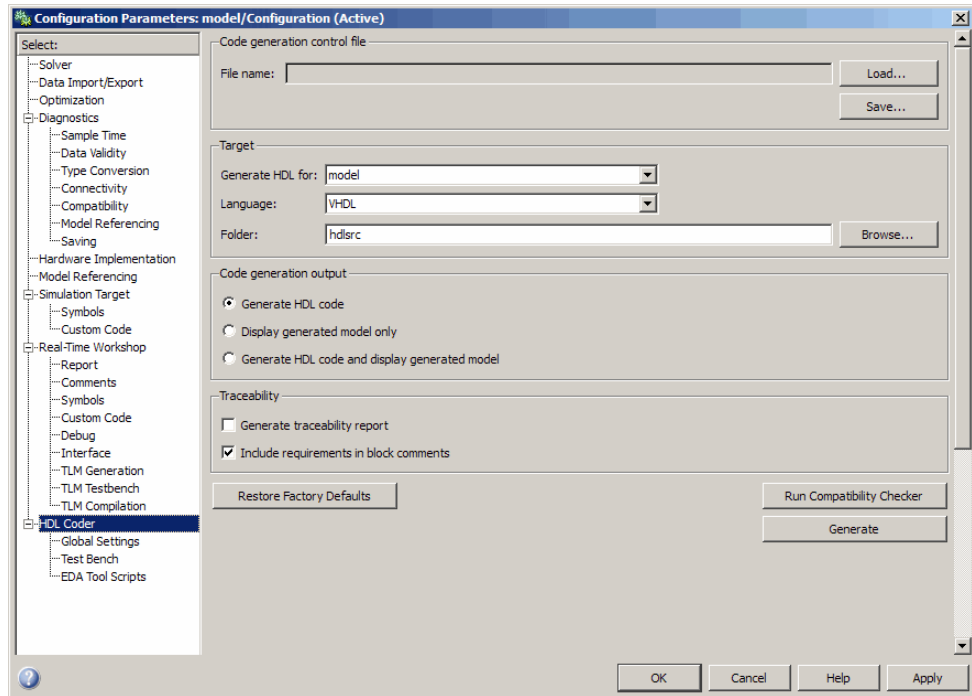 Configuration Parameters: model/Configuration (Active)
Select:
Solver
Data Import/Export
Optimization
Diagnostics
Sample Time
Data Validity
Type Conversion
Connectivity
Compatibility
Model Referencing
Saving
Hardware Implementation
Model Referencing
Simulation Target
Symbols
Custom Code
Real-Time Workshop
Report
Comments
Symbols
Custom Code
Debug
Interface
TLM Generation
TLM Testbench
TLM Compilation
HDL Coder
Global Settings
Test Bench
EDA Tool Scripts
Code generation control file
File name:
Load...
Save...
Target
Generate HDL for: model
Language: VHDL
Folder: hdlsrc
Browse...
Code generation output
Generate HDL code
Display generated model only
Generate HDL code and display generated model
Traceability
Generate traceability report
Include requirements in block comments
Restore Factory Defaults
Run Compatibility Checker
Generate
OK
Cancel
Help
Apply